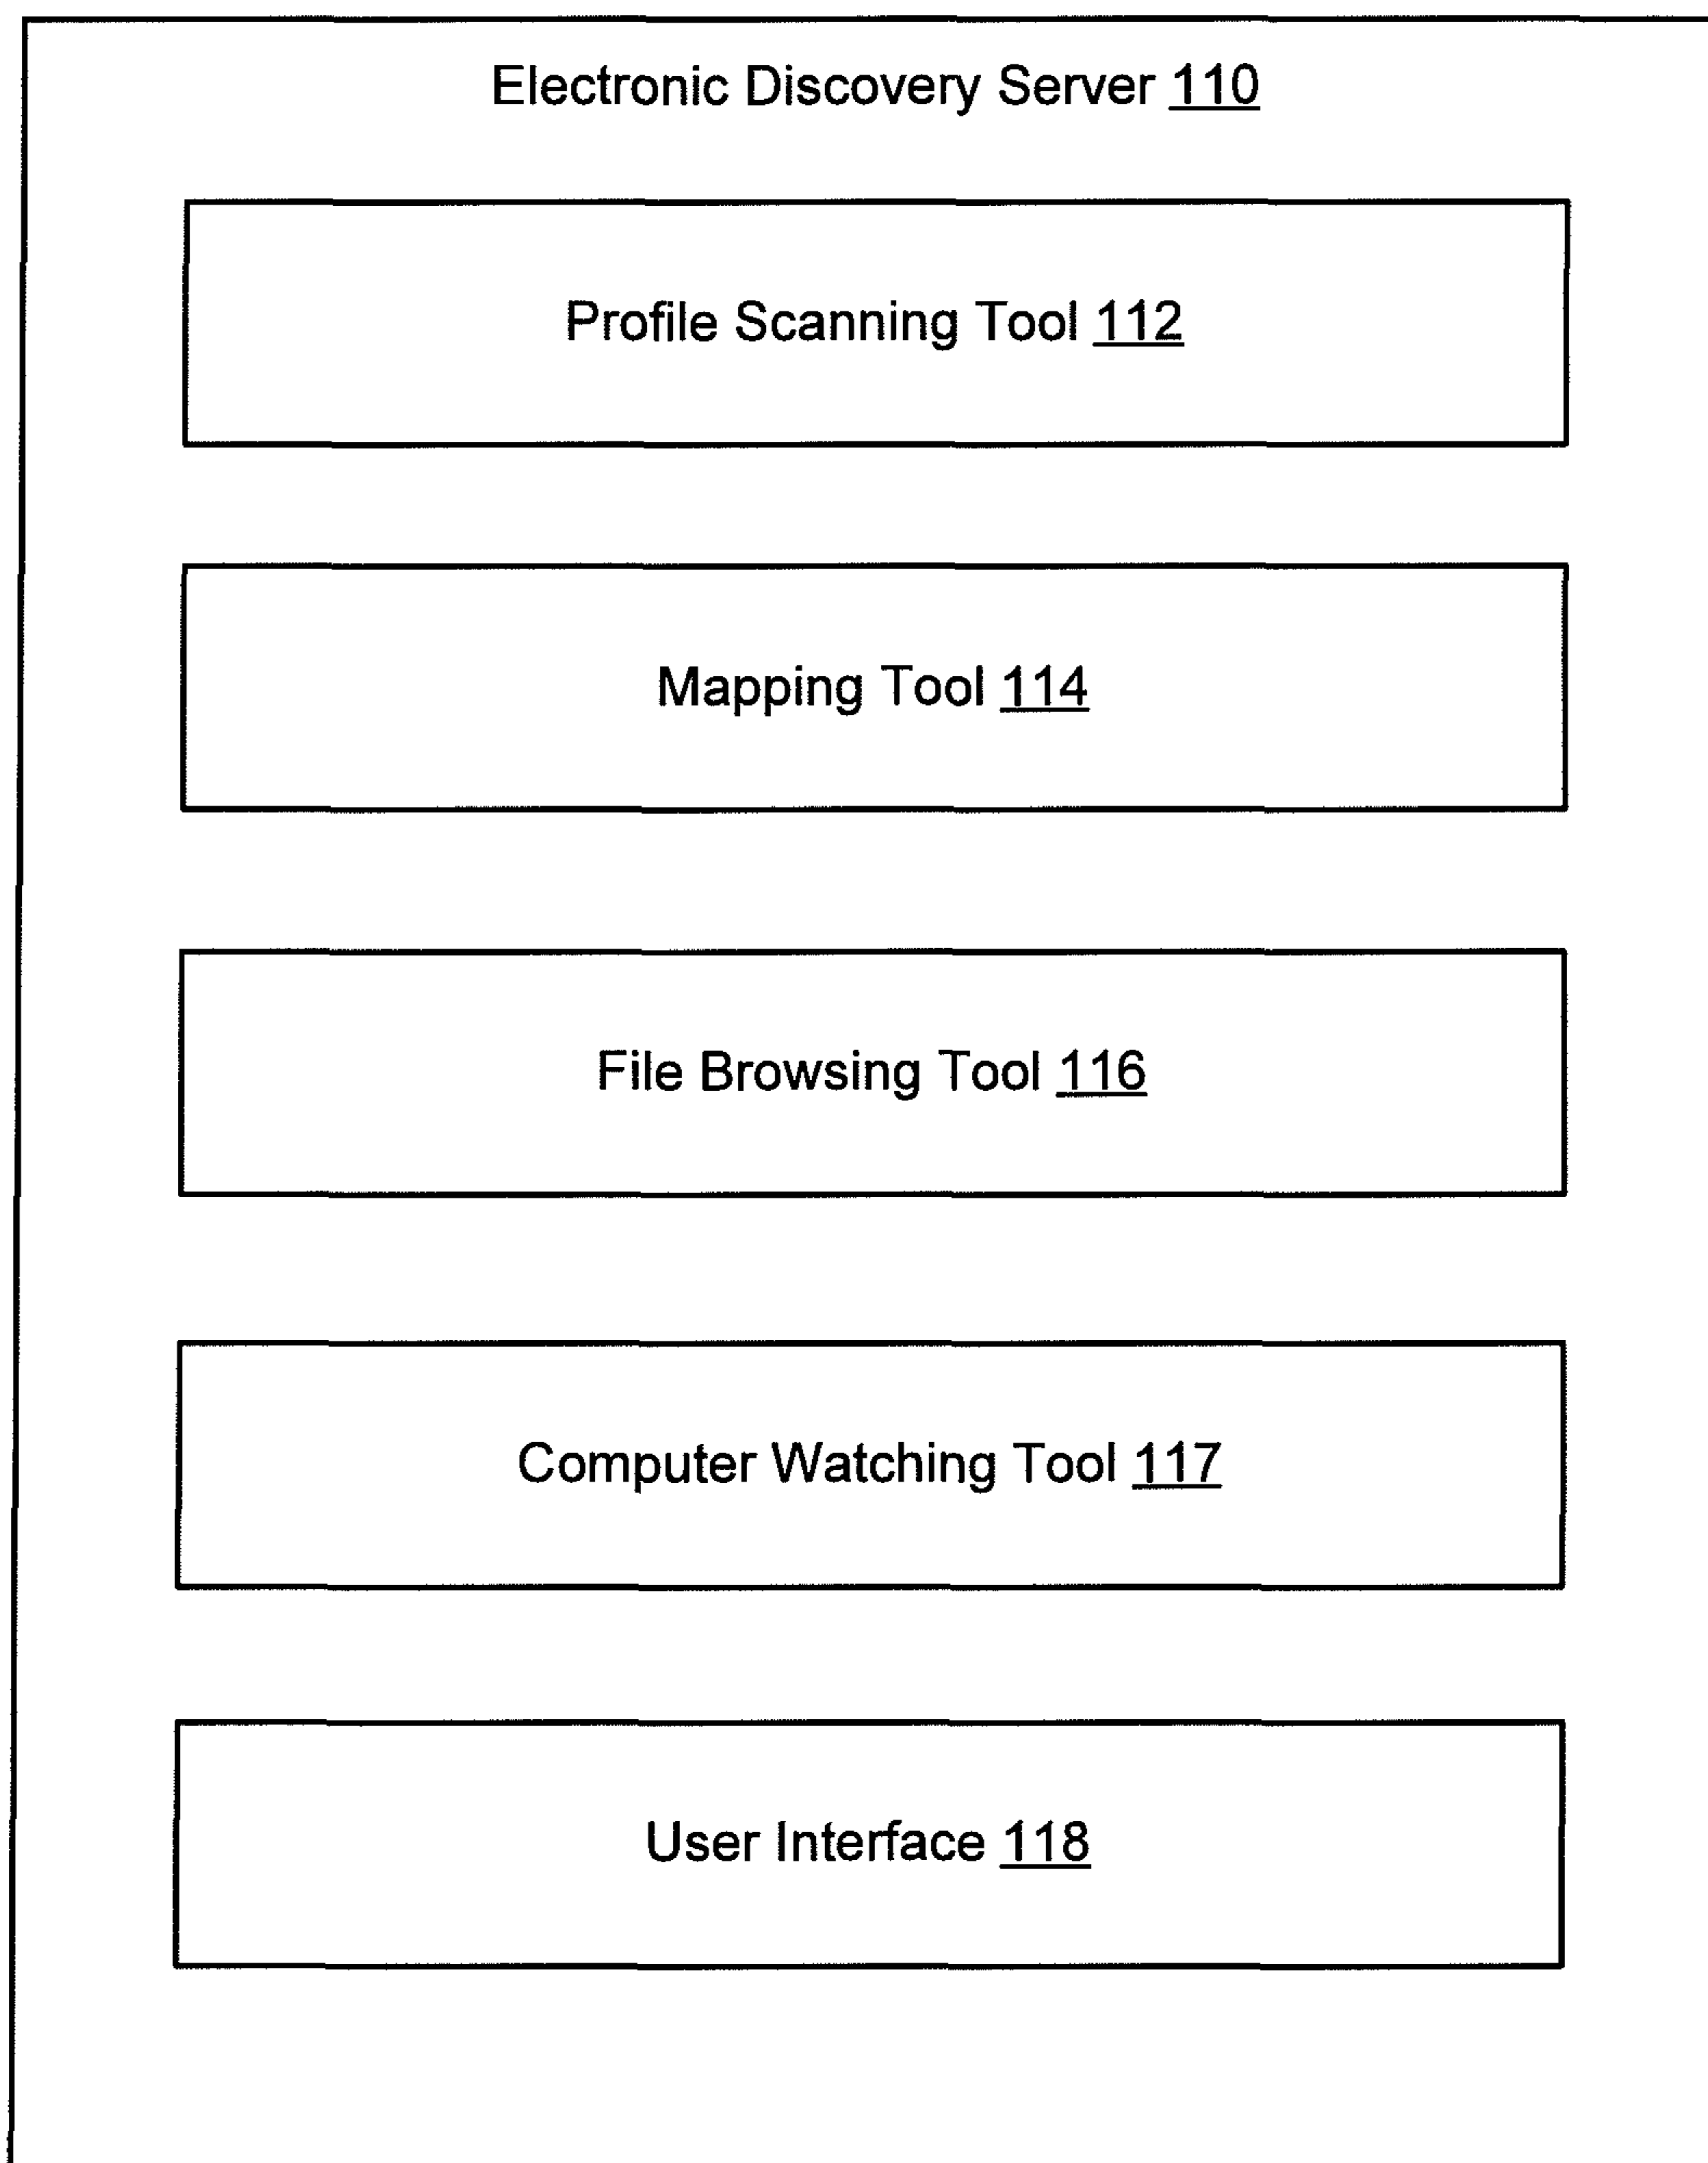 Electronic Discovery Server 110
Profile Scanning Tool 112
Mapping Tool 114
File Browsing Tool 116
Computer Watching Tool 117
User Interface 118